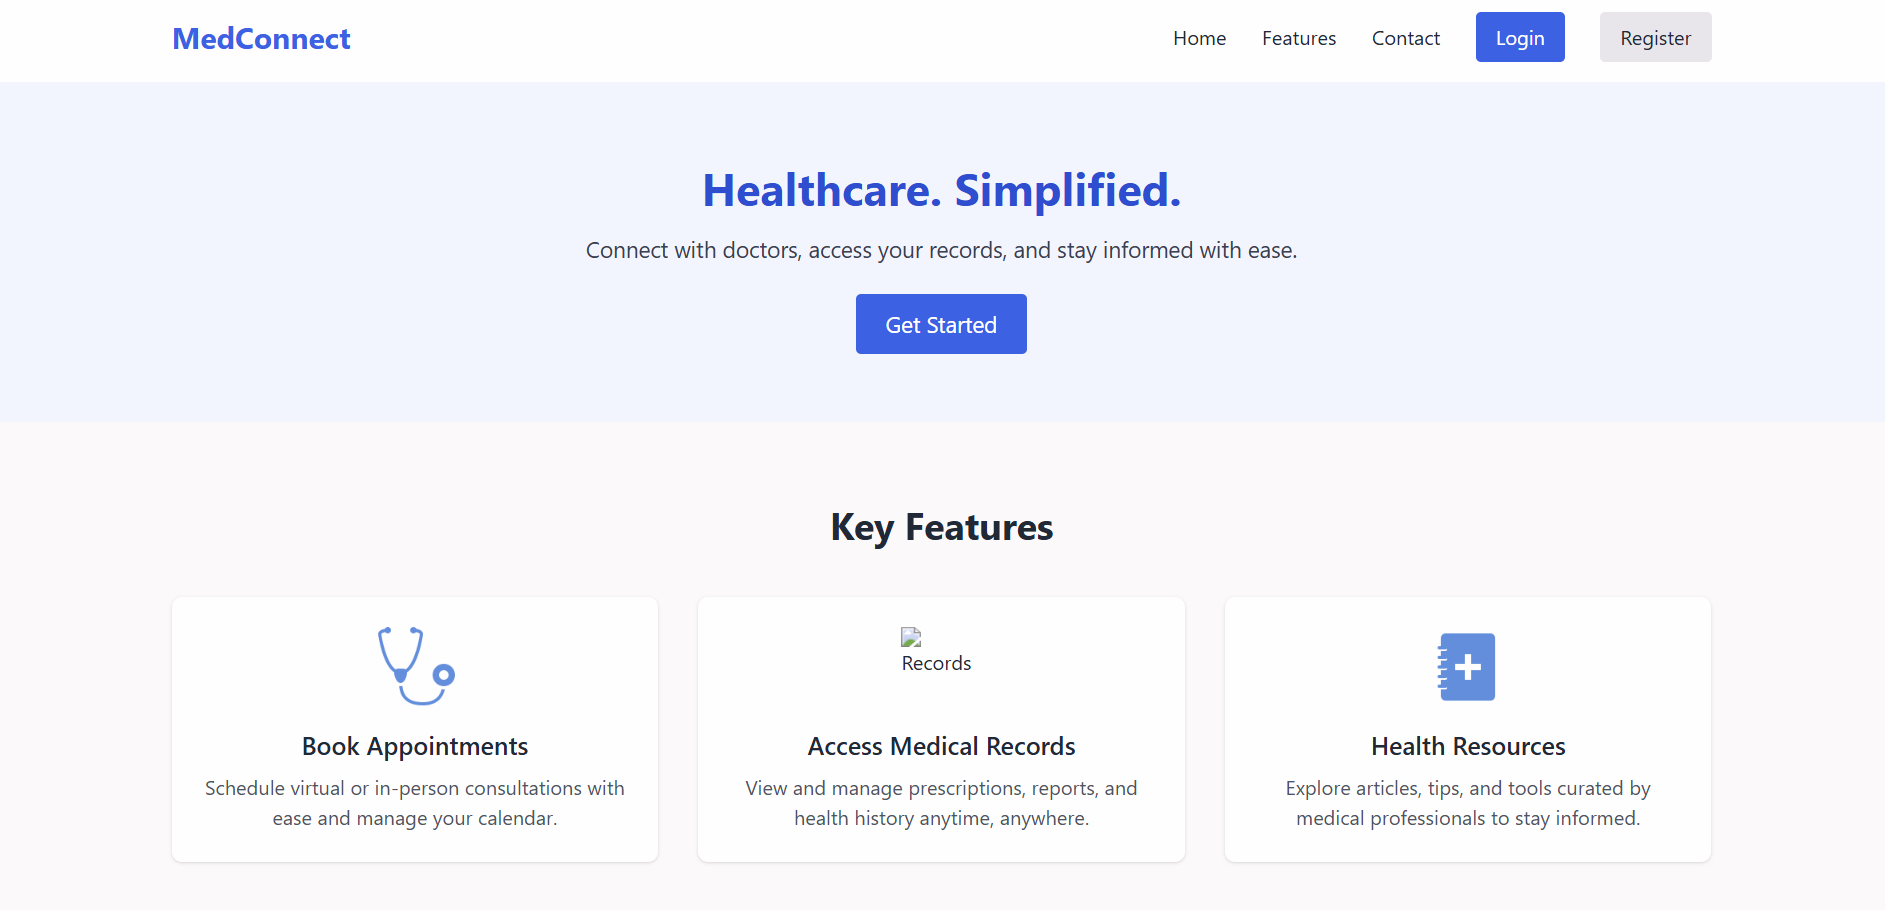 MedConnect
Home Features Contact Login Register
Healthcare. Simplified.
Connect with doctors, access your records, and stay informed with ease.
Get Started
Key Features
Records
Book Appointments
Schedule virtual or in-person consultations with
ease and manage your calendar.
Access Medical Records
View and manage prescriptions, reports, and
health history anytime, anywhere.
Health Resources
Explore articles, tips, and tools curated by
medical professionals to stay informed.